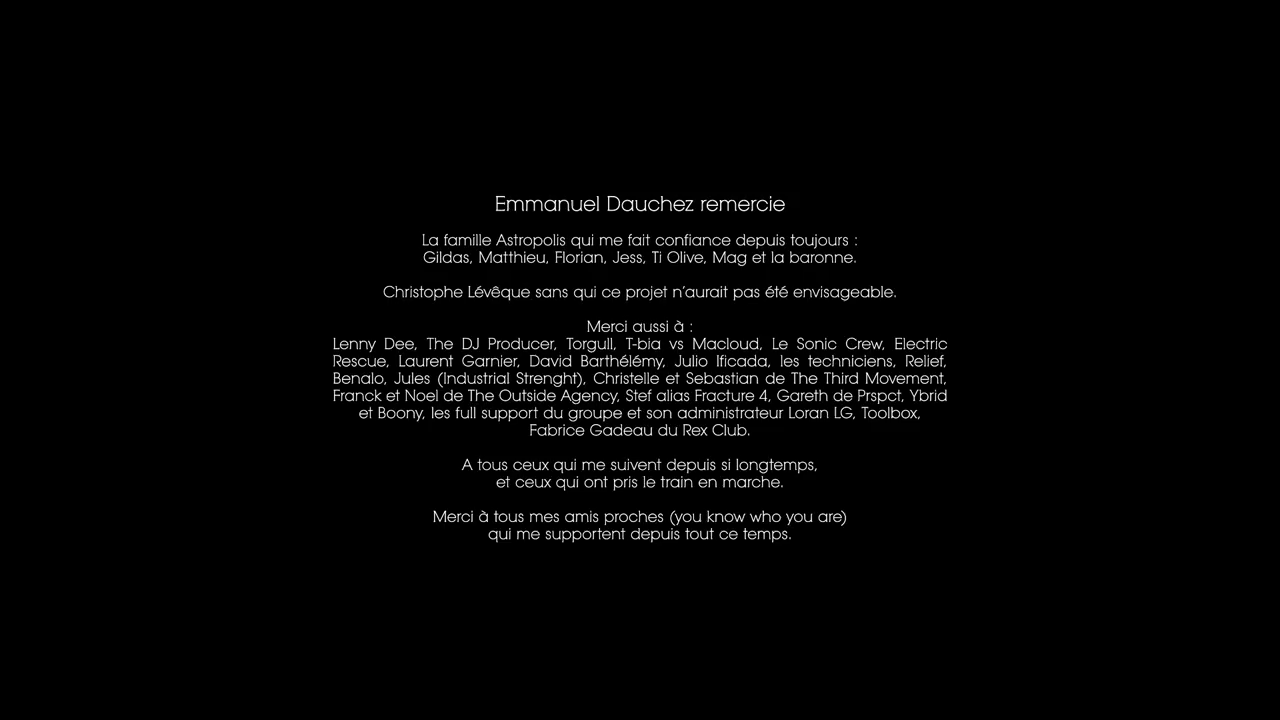 Emmanuel Dauchez remercie
La famille Astropolis qui me fait confiance depuis toujours :
Gildas, Matthieu, Florian, Jess, Ti Olive, Mag et la baronne.
Christophe Lévêque sans qui ce projet n'aurait pas été envisageable.
Merci aussi à :
Lenny Dee, The DJ Producer, Torgull, T-bia vs Macloud, Le Sonic Crew, Electric
Rescue, Laurent Garnier, David Barthélémy, Julio Ificada, les techniciens, Relief,
Benalo, Jules (Industrial Strenght), Christelle et Sebastian de The Third Movement,
Franck et Noel de The Outside Agency, Stef alias Fracture 4, Gareth de Prspct, Ybrid
et Boony, les full support du groupe et son administrateur Loran LG, Toolbox,
Fabrice Gadeau du Rex Club.
A tous ceux qui me suivent depuis si longtemps,
et ceux qui ont pris le train en marche.
Merci à tous mes amis proches (you know who you are)
qui me supportent depuis tout ce temps.